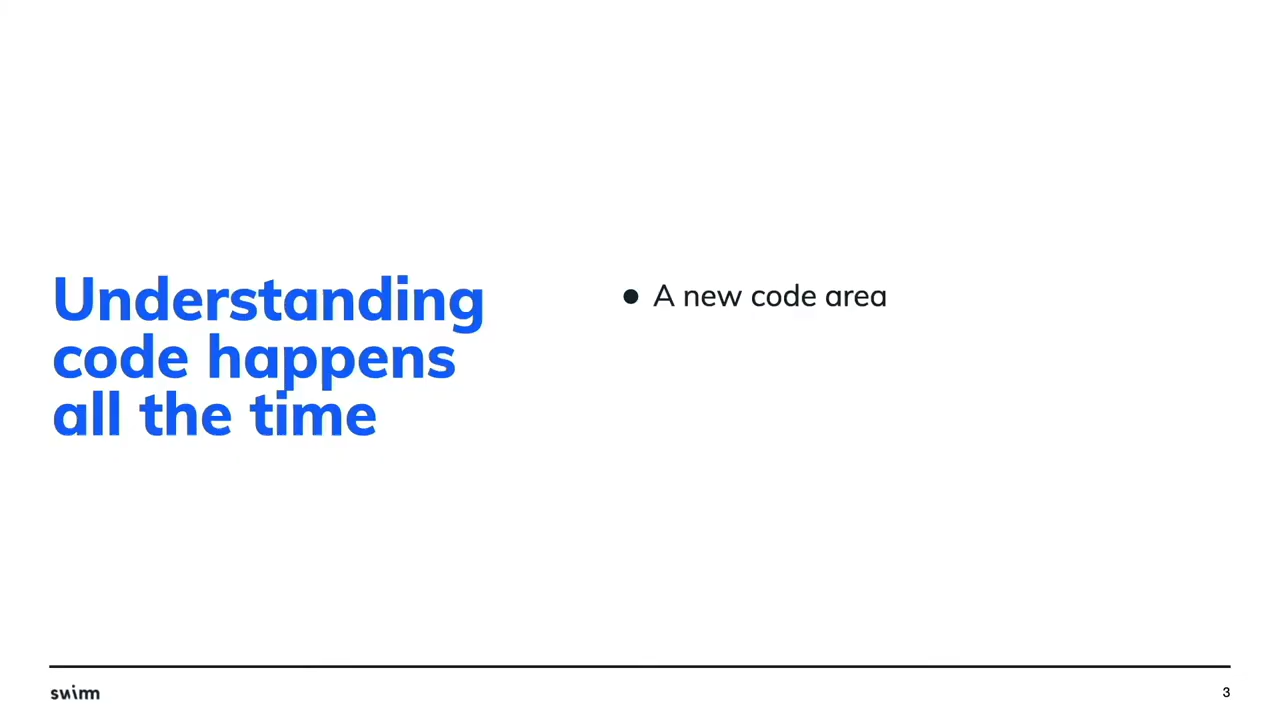 Understanding
code happens
all the time
● A new code area
swimm
3